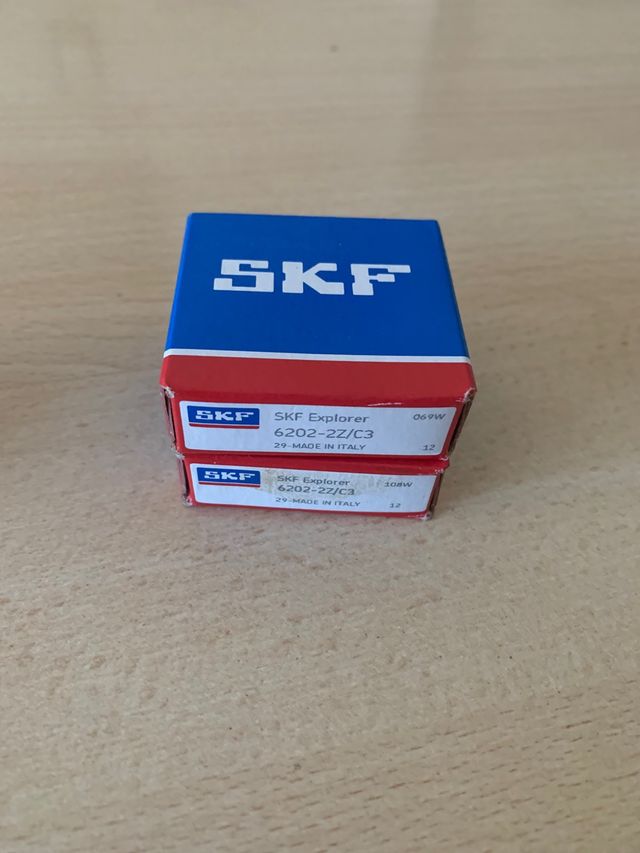 SKF
SKF SKF Explorer 069W
6202-2Z/C3
29-MADE IN ITALY 12
SKF SKF Explorer 108W
6202-2Z/C3
29-MADE IN ITALY 12